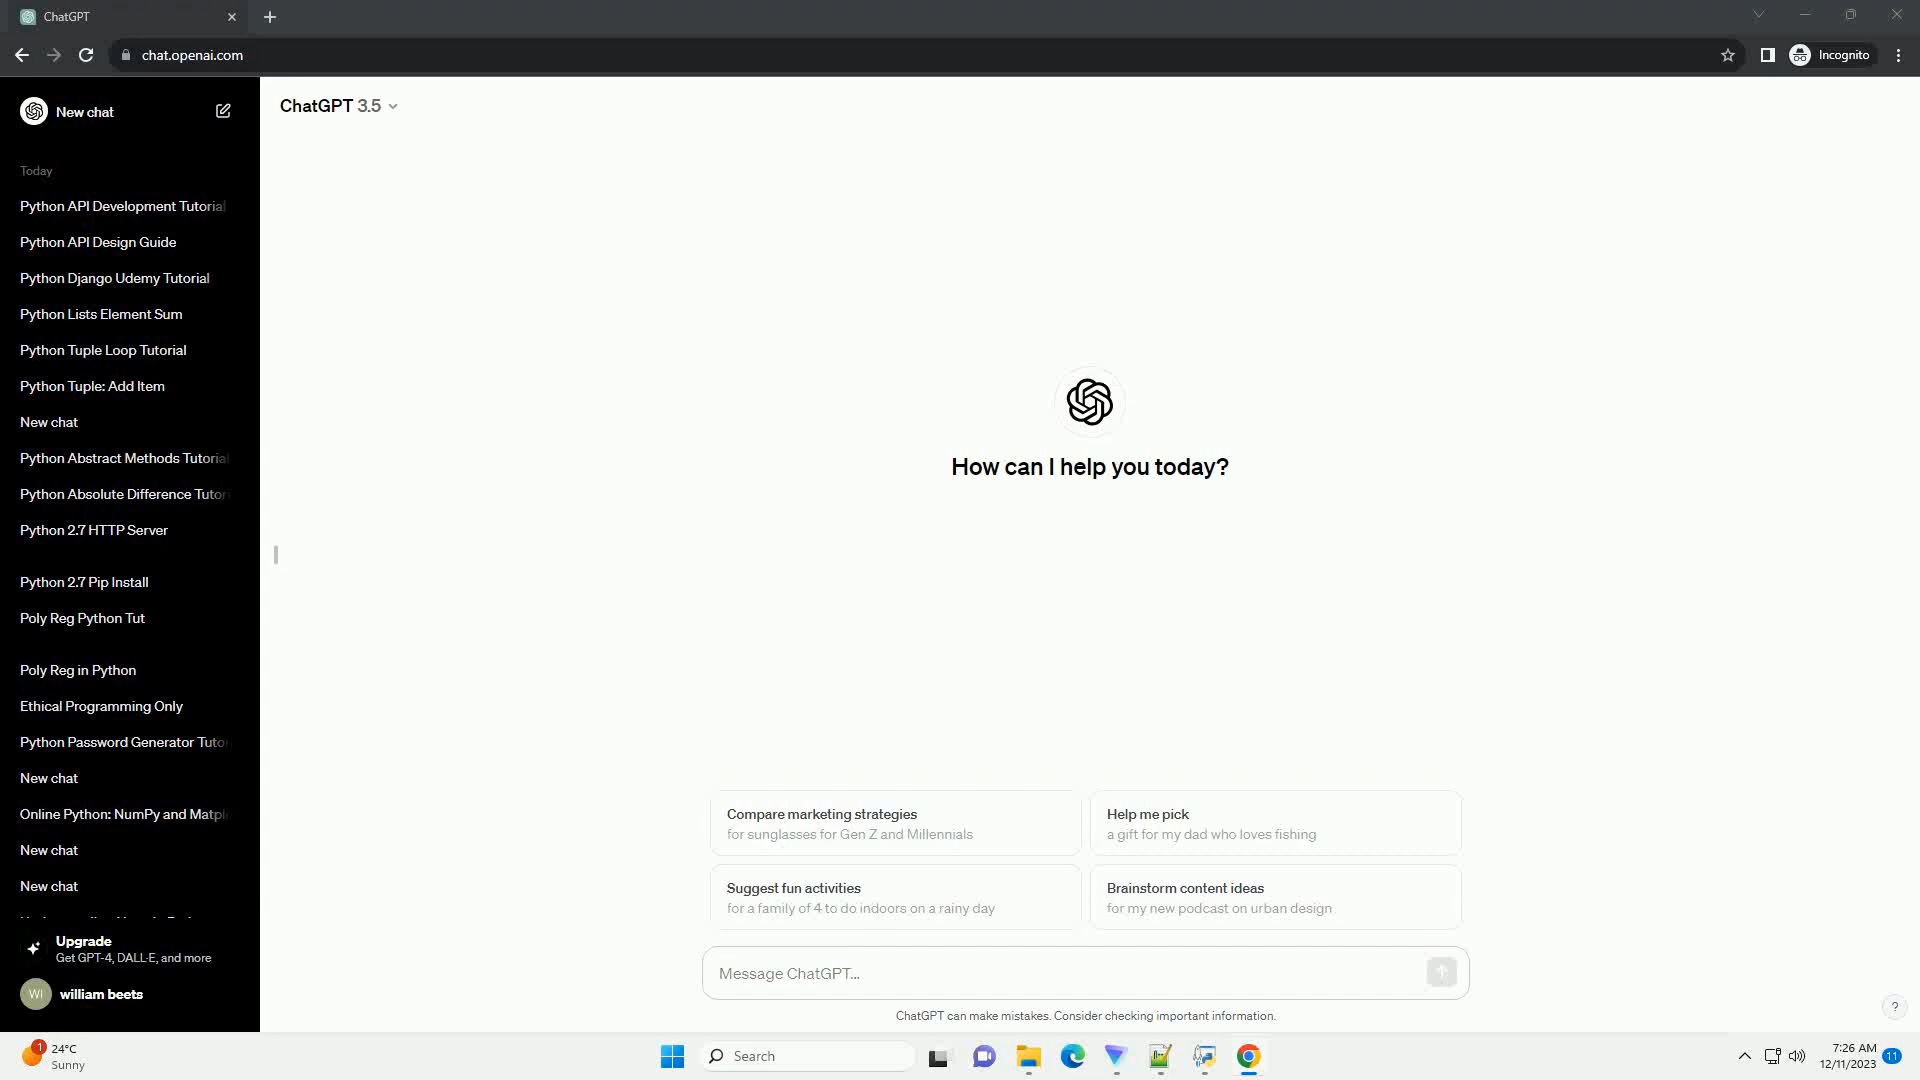 ChatGPT
chat.openai.com
Incognito
New chat
ChatGPT 3.5
Today
Python API Development Tutorial
Python API Design Guide
Python Django Udemy Tutorial
Python Lists Element Sum
Python Tuple Loop Tutorial
Python Tuple: Add Item
New chat
Python Abstract Methods Tutorial
Python Absolute Difference Tutor
Python 2.7 HTTP Server
Python 2.7 Pip Install
Poly Reg Python Tut
Poly Reg in Python
Ethical Programming Only
Python Password Generator Tuto
New chat
Online Python: NumPy and Matpl
New chat
New chat
Upgrade
Get GPT-4, DALL·E, and more
WI
william beets
How can I help you today?
Compare marketing strategies
for sunglasses for Gen Z and Millennials
Help me pick
a gift for my dad who loves fishing
Suggest fun activities
for a family of 4 to do indoors on a rainy day
Brainstorm content ideas
for my new podcast on urban design
Message ChatGPT...
ChatGPT can make mistakes. Consider checking important information.
?
1
24°C
Sunny
Search
7:26 AM
12/11/2023
11